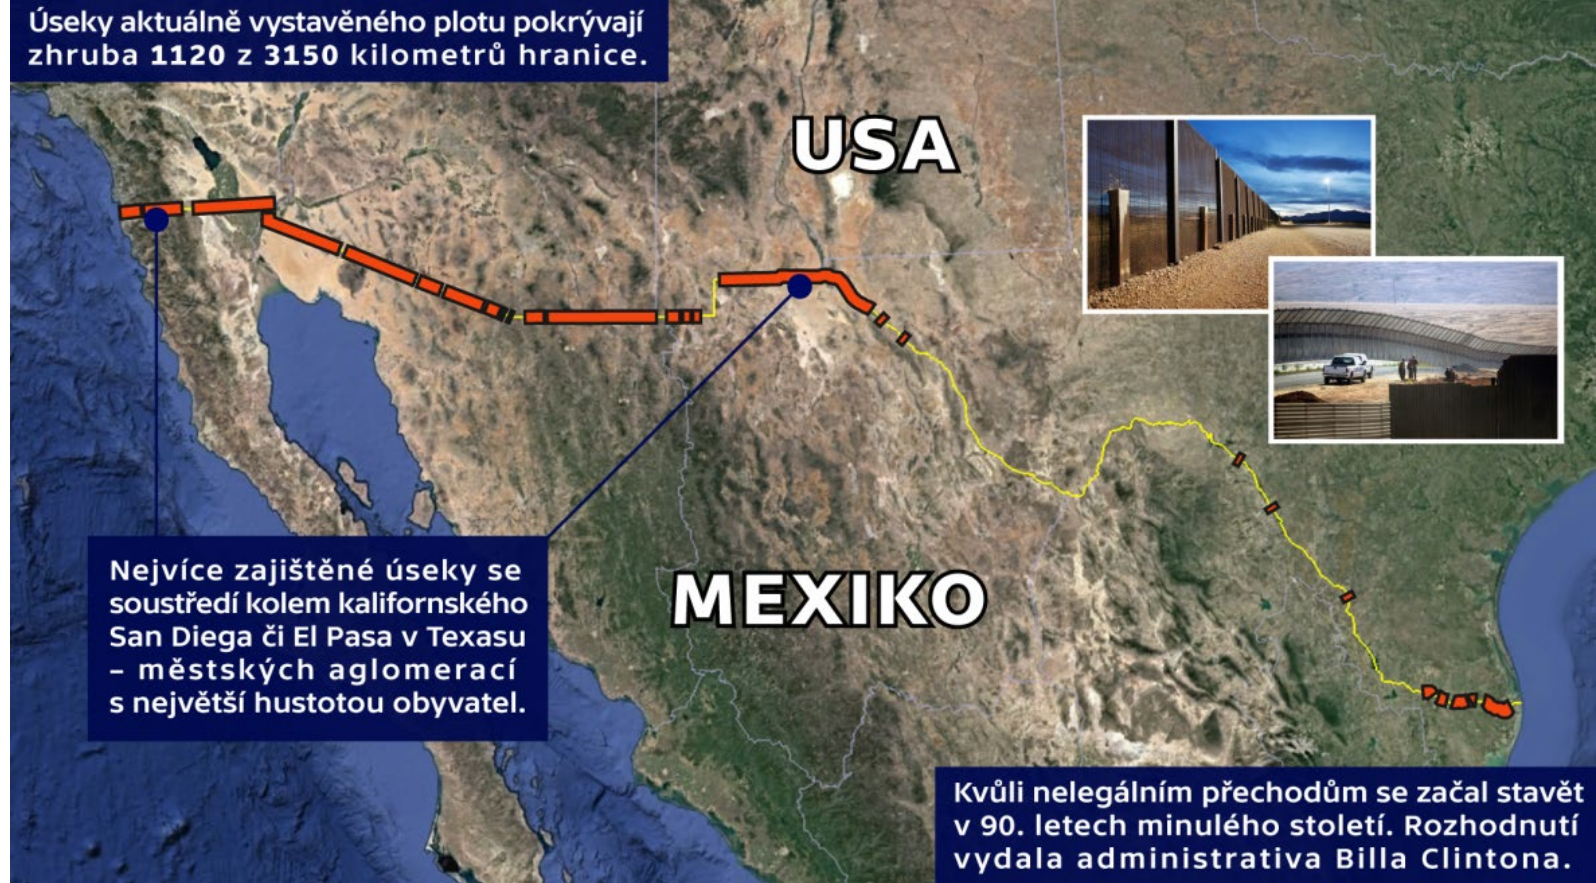 Úseky aktuálně vystavěného plotu pokrývají
zhruba 1120 z 3150 kilometrů hranice.
USA
MEXIKO
Nejvíce zajištěné úseky se
soustředí kolem kalifornského
San Diega či El Pasa v Texasu
– městských aglomerací
s největší hustotou obyvatel.
Kvůli nelegálním přechodům se začal stavět
v 90. letech minulého století. Rozhodnutí
vydala administrativa Billa Clintona.